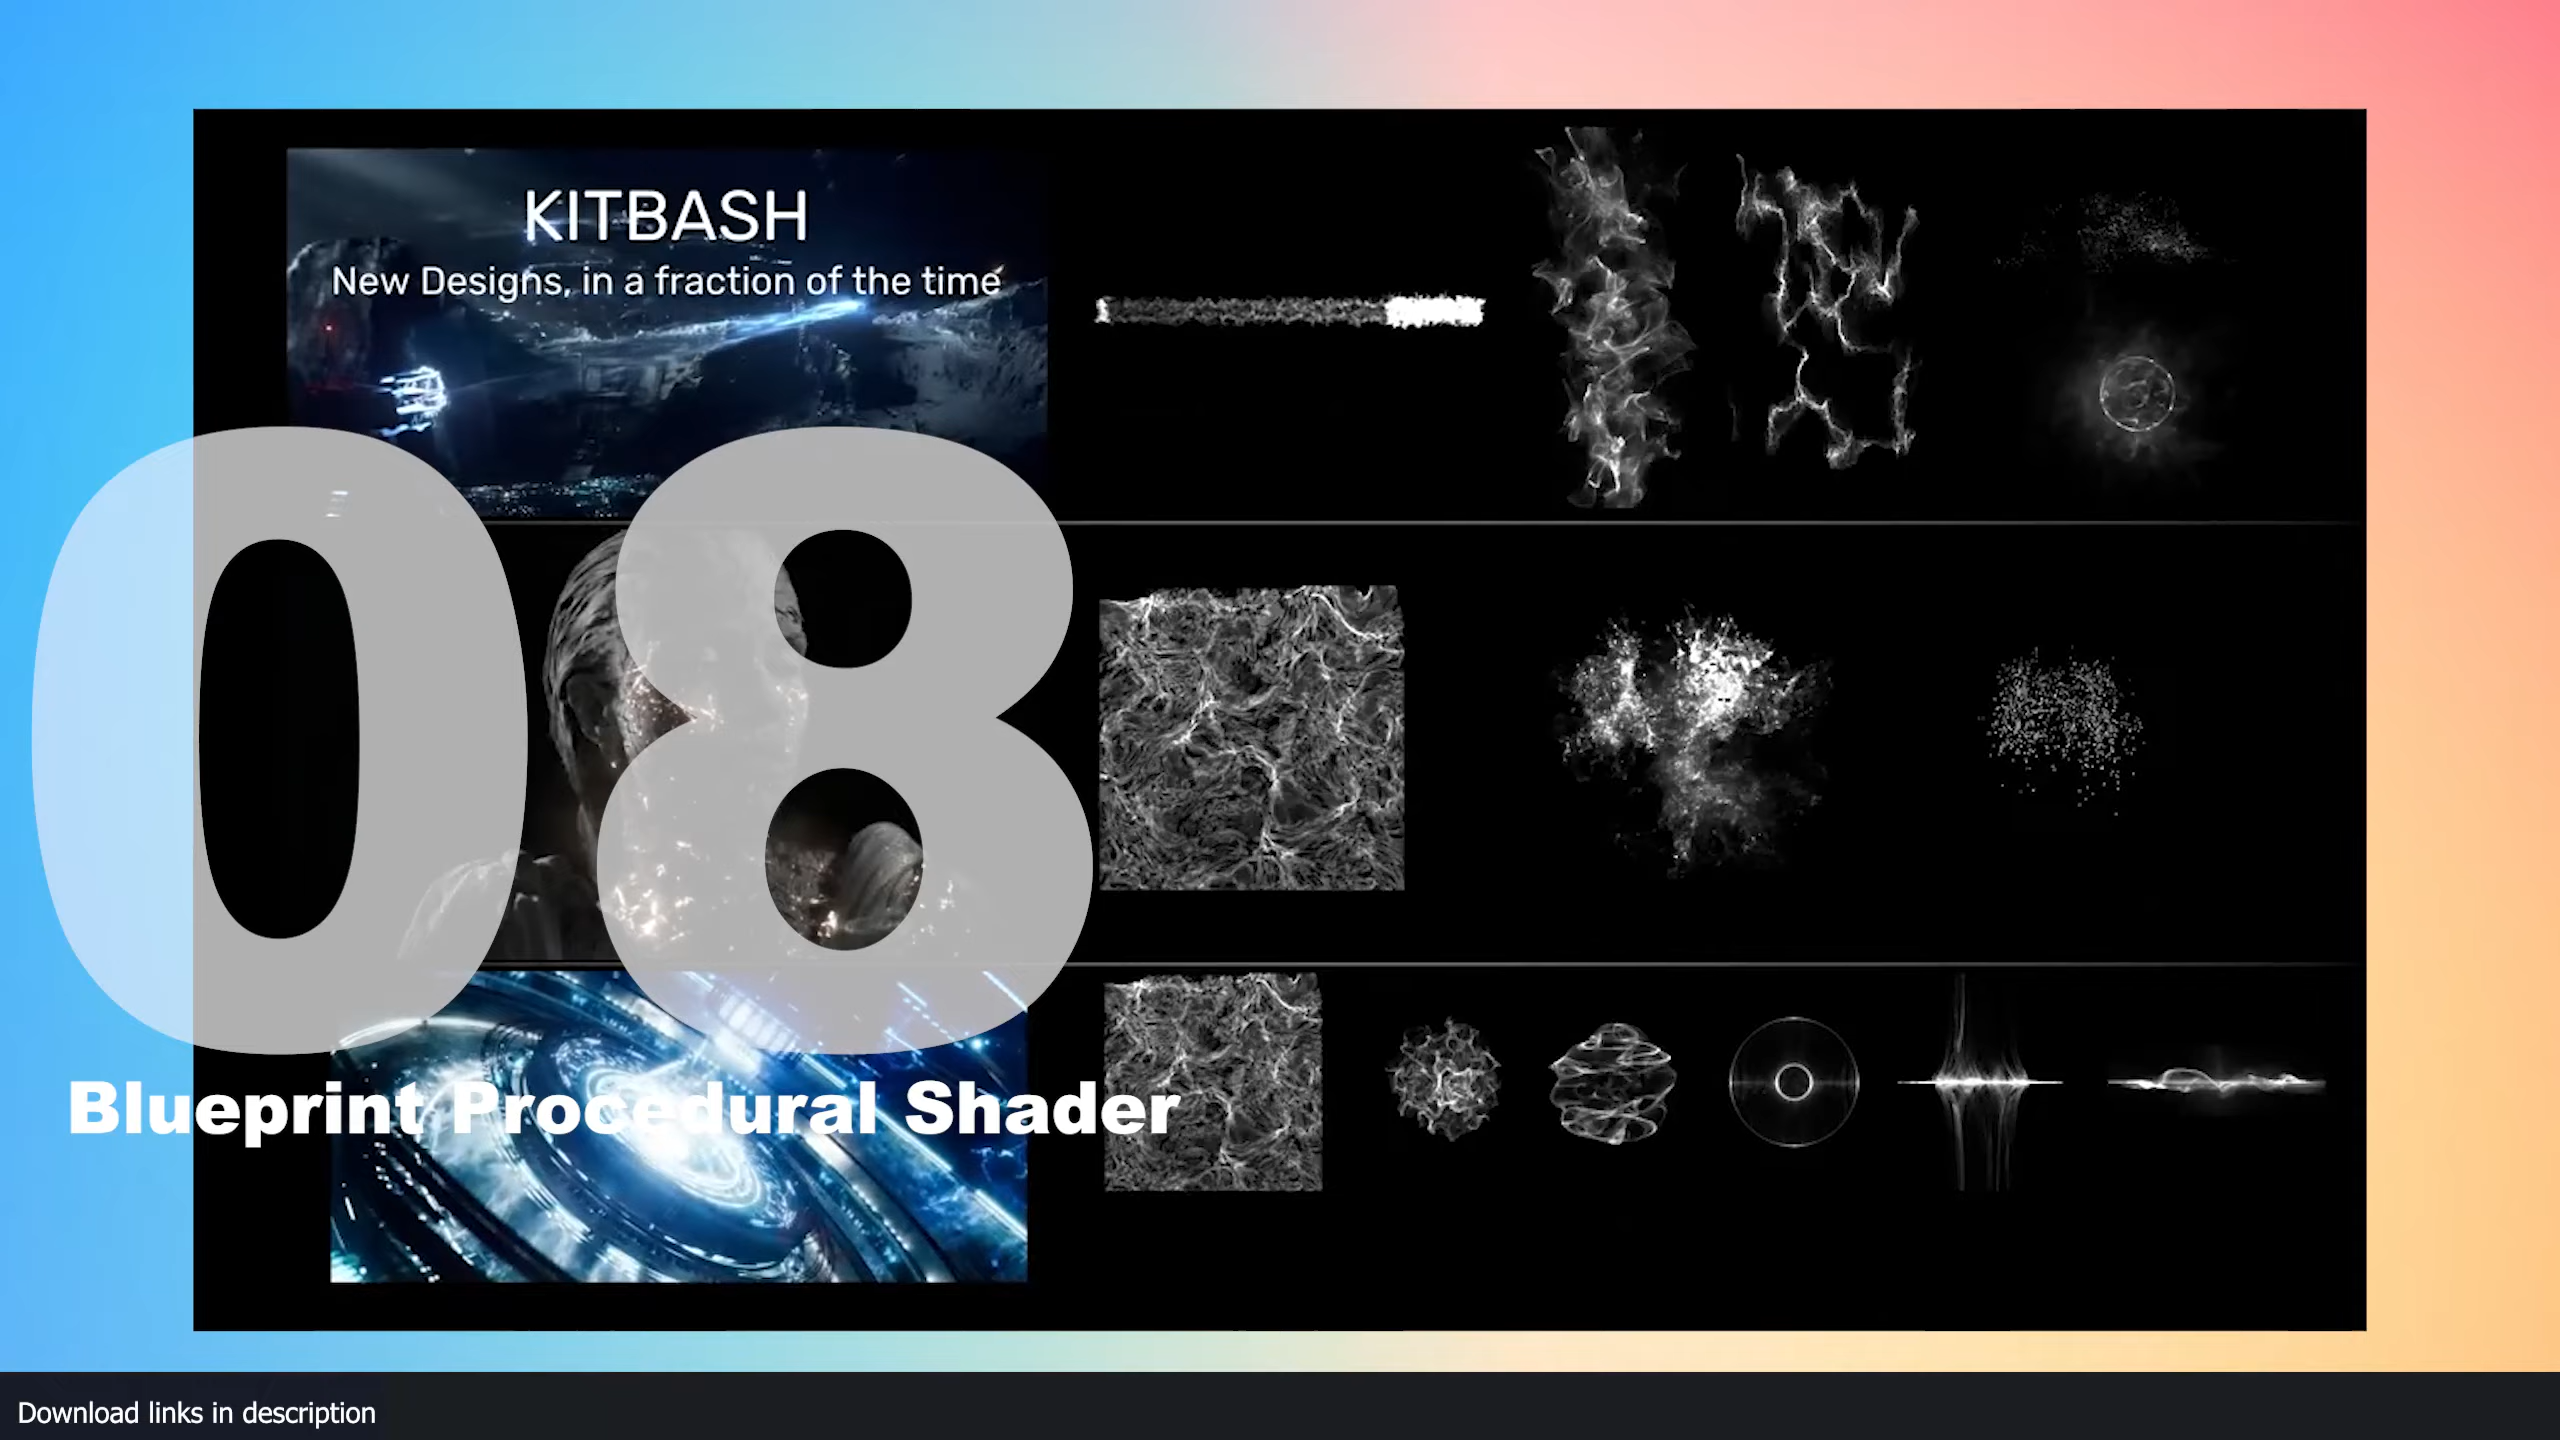 KITBASH
New Designs, in a fraction of the time
08
Blueprint Procedural Shader
Download links in description